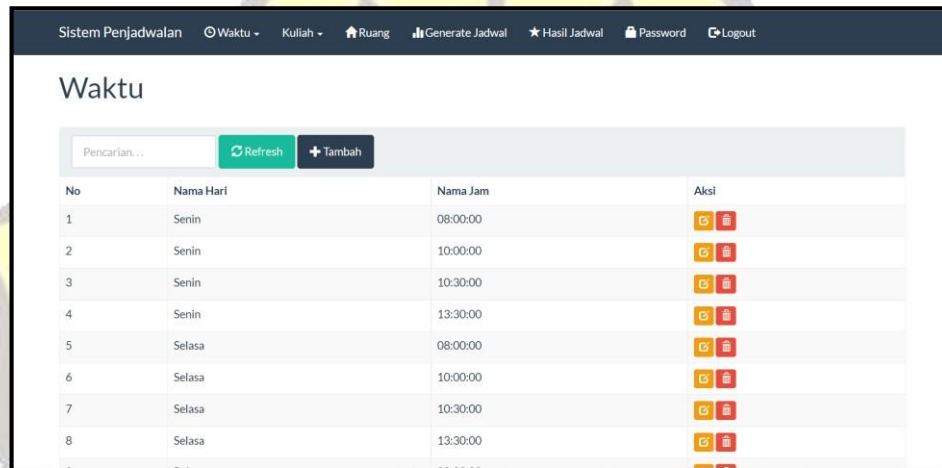 Sistem Penjadwalan Waktu Kuliah Ruang Generate Jadwal Hasil Jadwal Password Logout
Waktu
Pencarian... Refresh Tambah
No Nama Hari Nama Jam Aksi
1 Senin 08:00:00
2 Senin 10:00:00
3 Senin 10:30:00
4 Senin 13:30:00
5 Selasa 08:00:00
6 Selasa 10:00:00
7 Selasa 10:30:00
8 Selasa 13:30:00